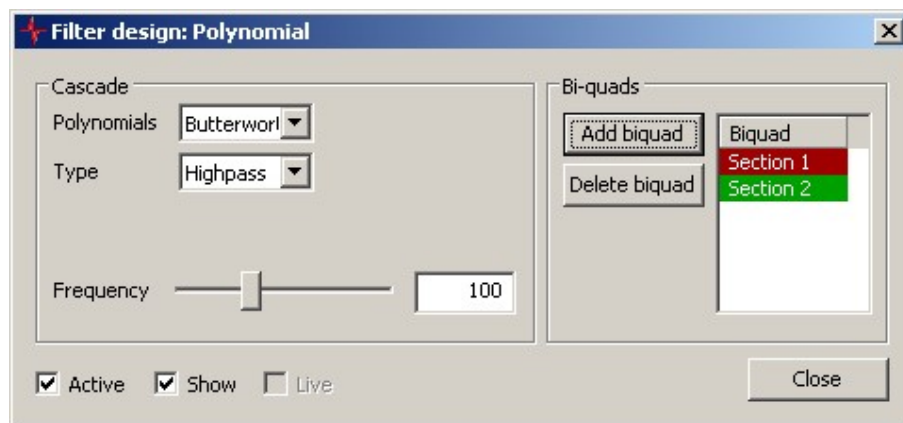 Filter design: Polynomial
Cascade
Polynomials Butterworl
Type Highpass
Frequency 100
Bi-quads
Add biquad
Delete biquad
Biquad
Section 1
Section 2
Active Show Live
Close